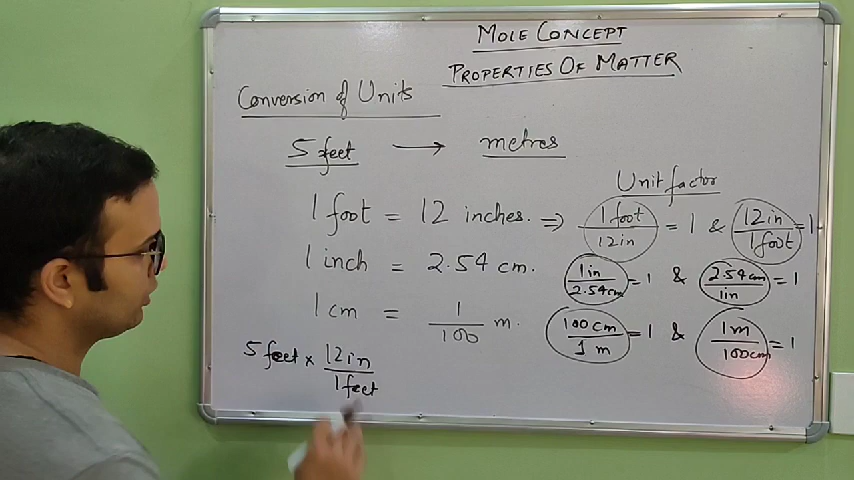 MOLE CONCEPT
PROPERTIES OF MATTER
Conversion of Units
5 feet → metres
Unit factor
1 foot = 12 inches. ⇒ 1 foot / 12 in = 1 & 12 in / 1 foot = 1
1 inch = 2.54 cm. 1 in / 2.54 cm = 1 & 2.54 cm / 1 in = 1
1 cm = 1 / 100 m. 100 cm / 1 m = 1 & 1 m / 100 cm = 1
5 feet × 12 in / 1 feet